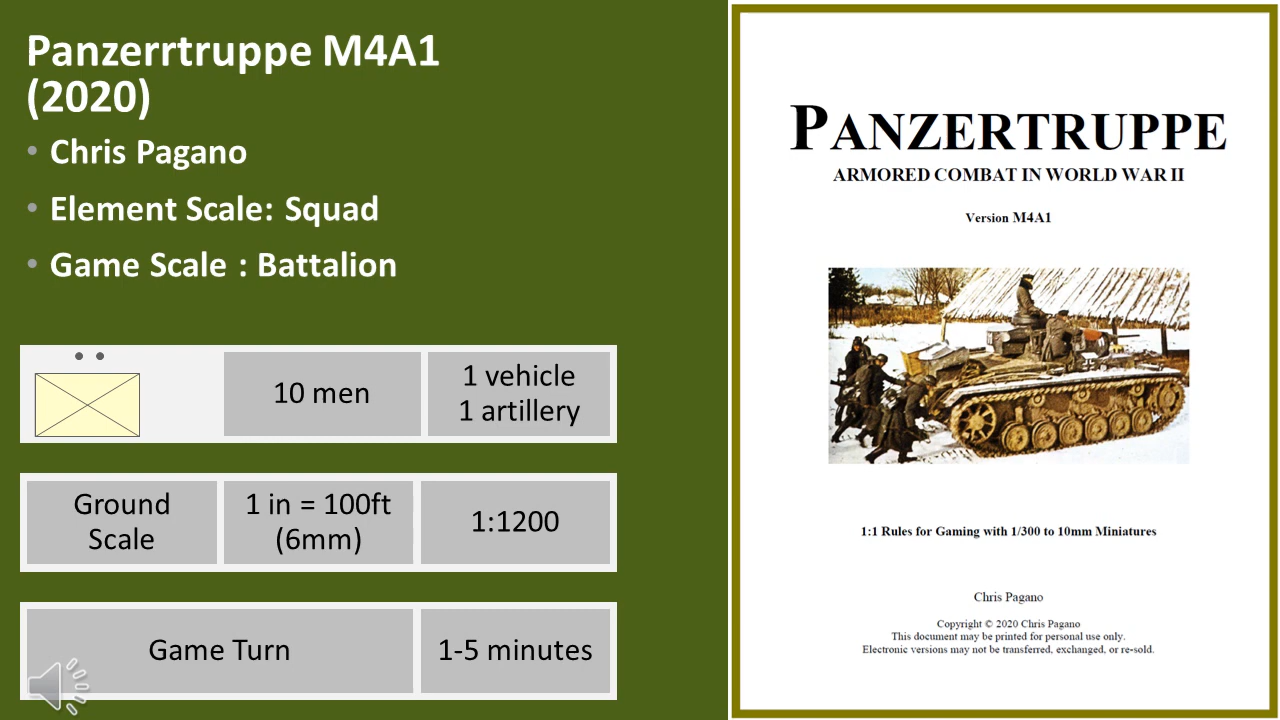 Panzerrtruppe M4A1
(2020)
• Chris Pagano
• Element Scale: Squad
• Game Scale : Battalion
10 men
1 vehicle
1 artillery
Ground
Scale
1 in = 100ft
(6mm)
1:1200
Game Turn
1-5 minutes
PANZERTRUPPE
ARMORED COMBAT IN WORLD WAR II
Version M4A1
1:1 Rules for Gaming with 1/300 to 10mm Miniatures
Chris Pagano
Copyright © 2020 Chris Pagano
This document may be printed for personal use only.
Electronic versions may not be transferred, exchanged, or re-sold.